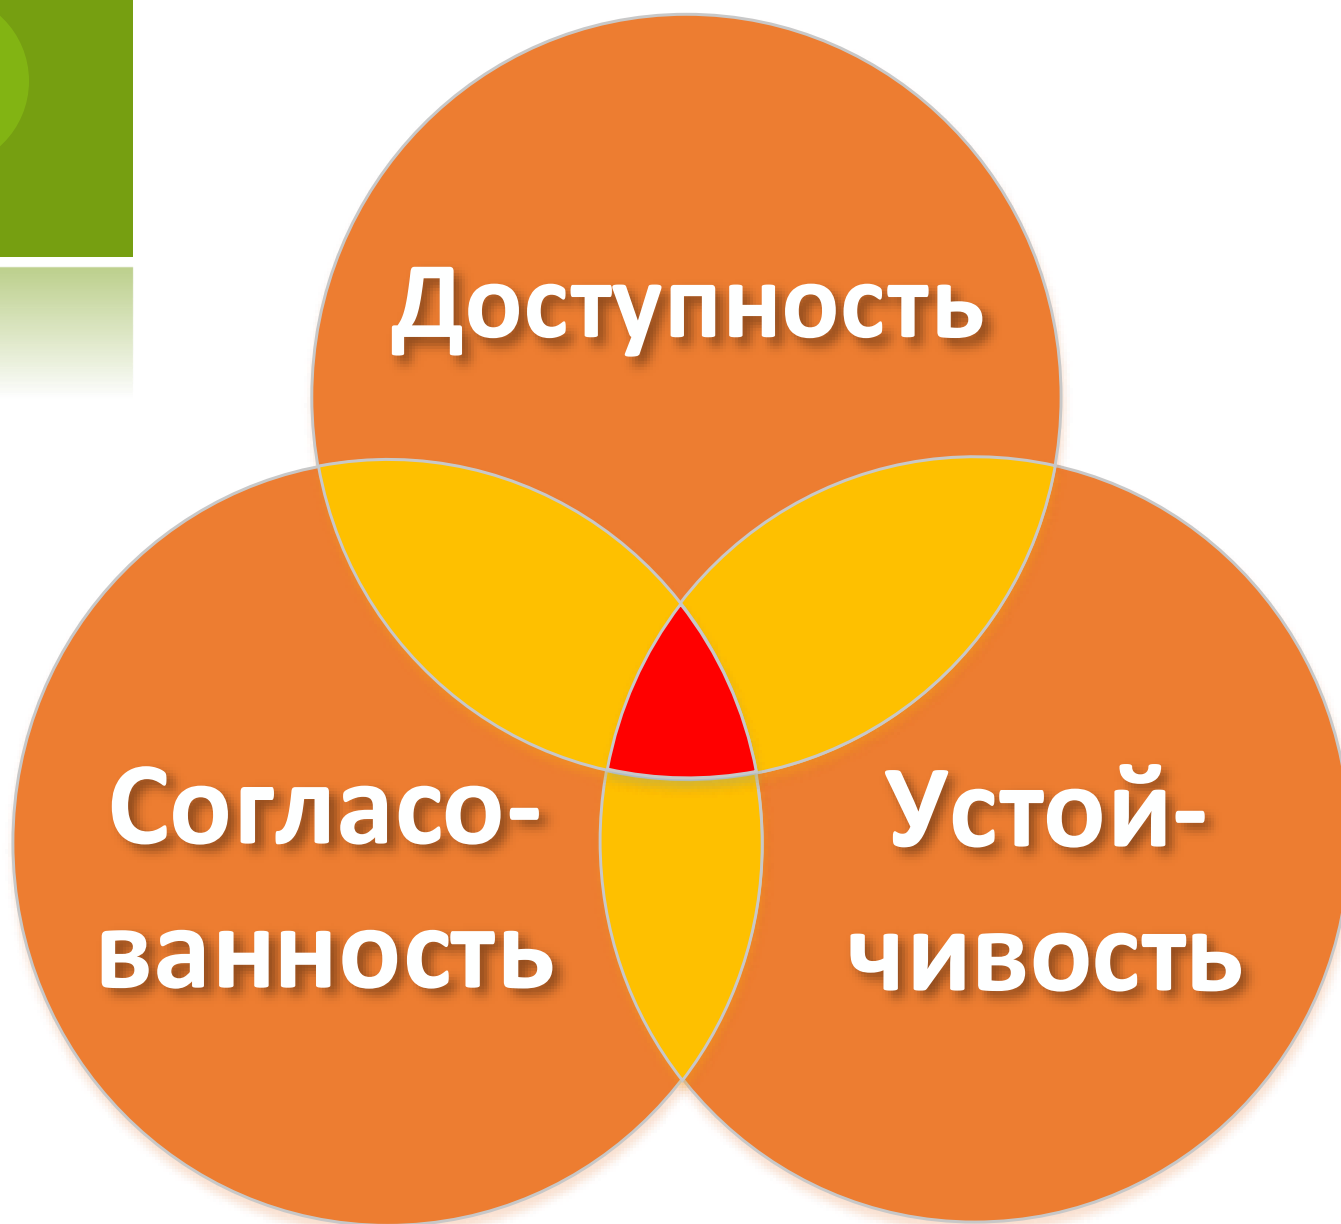 Доступность
Согласо-
ванность
Устой-
чивость